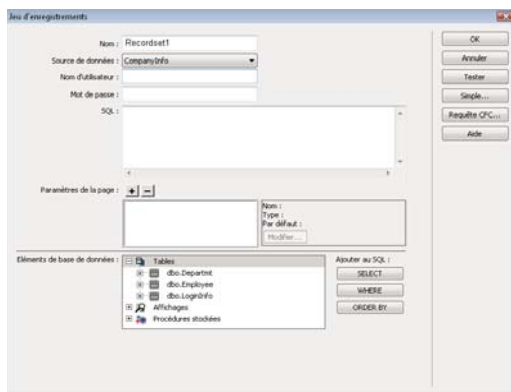 Jeu d'enregistrements
Nom : Recordset1
Source de données : CompanyInfo
Nom d'utilisateur :
Mot de passe :
SQL :
Paramètres de la page :
Nom :
Type :
Par défaut :
Modifier...
Eléments de base de données :
Tables
dbo.Departmt
dbo.Employee
dbo.LoginInfo
Affichages
Procédures stockées
Ajouter au SQL :
SELECT
WHERE
ORDER BY
OK
Annuler
Tester
Simple...
Requête CFC...
Aide